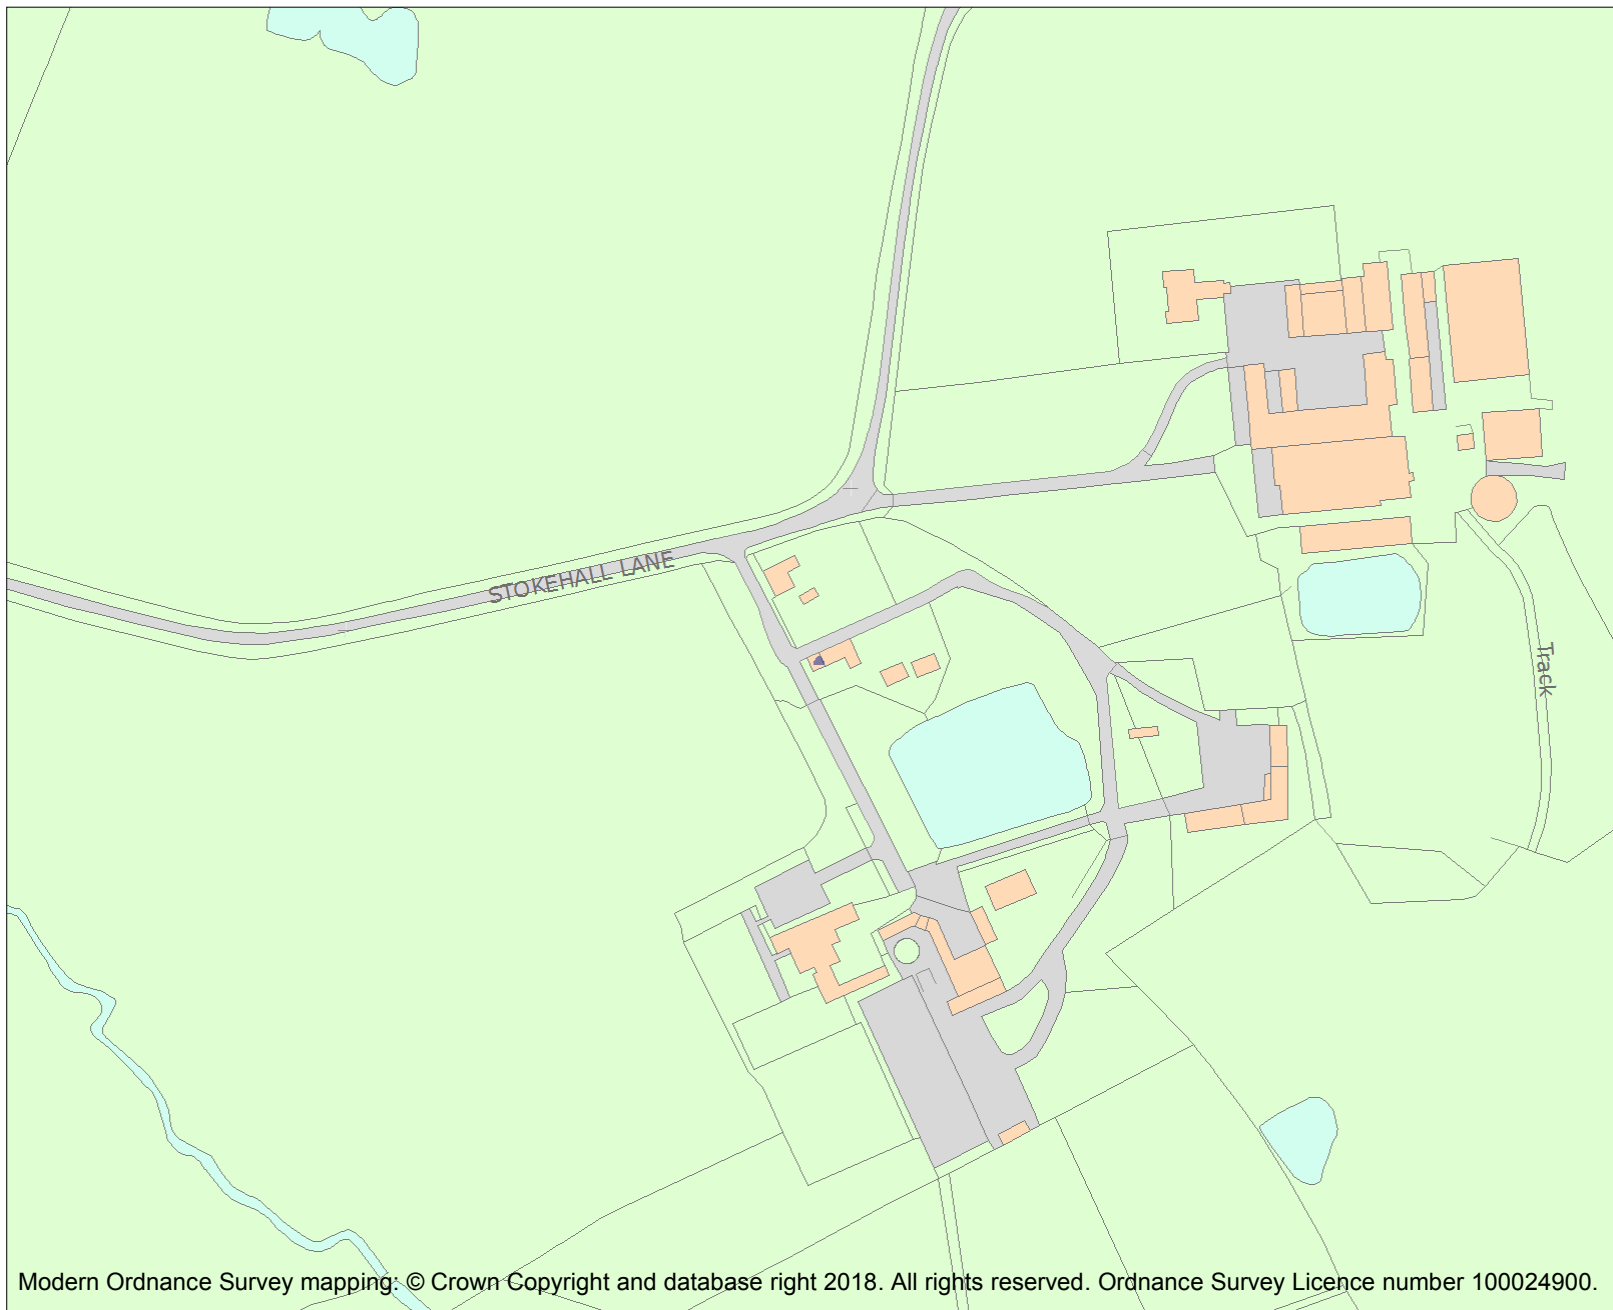 STOKEHALL LANE
Track
Modern Ordnance Survey mapping: © Crown Copyright and database right 2018. All rights reserved. Ordnance Survey Licence number 100024900.